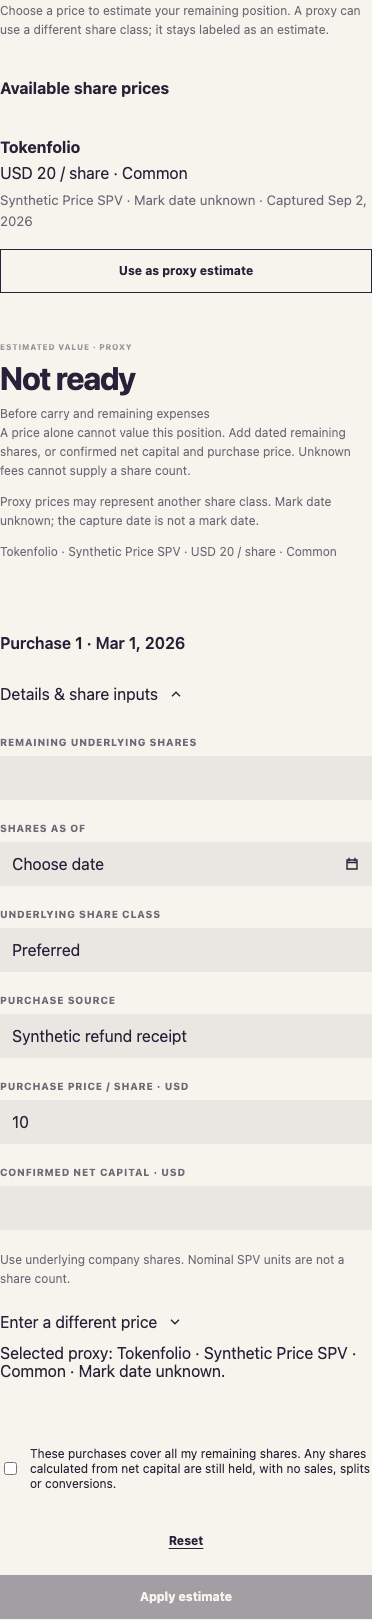 Choose a price to estimate your remaining position. A proxy can
use a different share class; it stays labeled as an estimate.
Available share prices
Tokenfolio
USD 20 / share · Common
Synthetic Price SPV · Mark date unknown · Captured Sep 2,
2026
Use as proxy estimate
ESTIMATED VALUE · PROXY
Not ready
Before carry and remaining expenses
A price alone cannot value this position. Add dated remaining
shares, or confirmed net capital and purchase price. Unknown
fees cannot supply a share count.
Proxy prices may represent another share class. Mark date
unknown; the capture date is not a mark date.
Tokenfolio · Synthetic Price SPV · USD 20 / share · Common
Purchase 1 · Mar 1, 2026
Details & share inputs
REMAINING UNDERLYING SHARES
SHARES AS OF
Choose date
UNDERLYING SHARE CLASS
Preferred
PURCHASE SOURCE
Synthetic refund receipt
PURCHASE PRICE / SHARE · USD
10
CONFIRMED NET CAPITAL · USD
Use underlying company shares. Nominal SPV units are not a
share count.
Enter a different price
Selected proxy: Tokenfolio · Synthetic Price SPV ·
Common · Mark date unknown.
These purchases cover all my remaining shares. Any shares
calculated from net capital are still held, with no sales, splits
or conversions.
Reset
Apply estimate